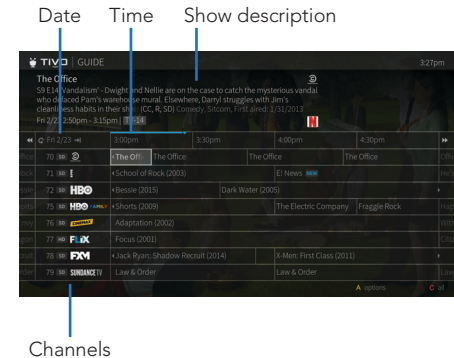 Date Time Show description
TIVO GUIDE 3:27pm
The Office
S9 E14 'Vandalism' - Dwight and Nellie are on the case to catch the mysterious vandal
who defaced Pam's warehouse mural. Elsewhere, Darryl struggles with Jim's
cleanliness habits in their sha. (CC, R, SD) Comedy, Sitcom, First aired: 1/31/2013
Fri 2/23 2:50pm - 3:15pm TV-14
Fri 2/23 3:00pm 3:30pm 4:00pm 4:30pm
70 SD The Offi The Office The Office The Office
71 SD School of Rock (2003) E! News NEW
72 SD HBO Bessie (2015) Dark Water (2005)
75 SD HBO FAMILY Shorts (2009) The Electric Company Fraggle Rock
76 SD CINEMAX Adaptation (2002)
77 HD FLIX Focus (2001)
78 SD FXM Jack Ryan: Shadow Recruit (2014) X-Men: First Class (2011)
79 SD SUNDANCETV Law & Order Law & Order
A options C all
Channels